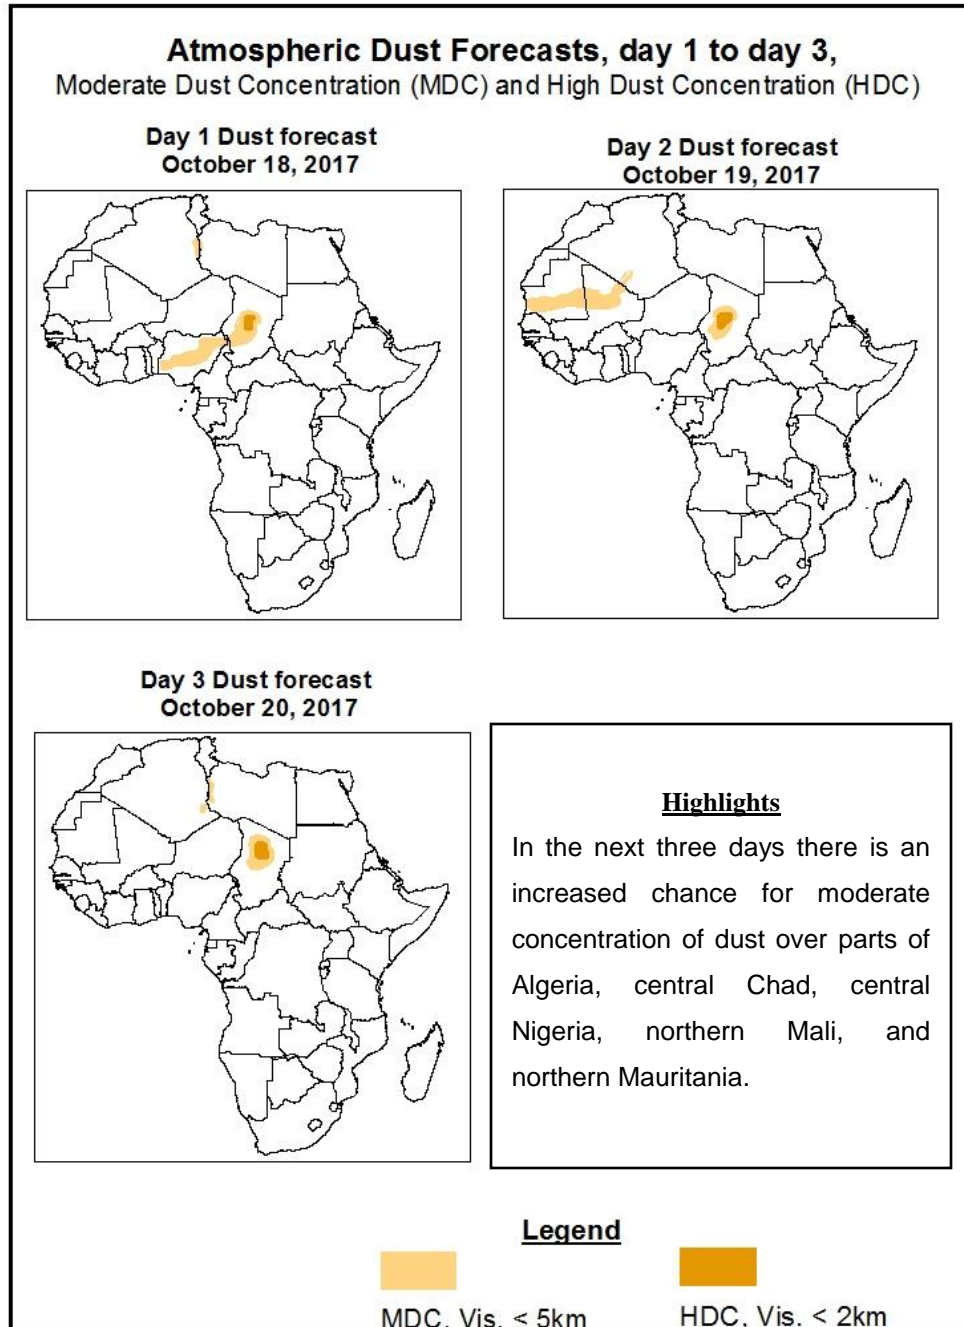 Atmospheric Dust Forecasts, day 1 to day 3,
Moderate Dust Concentration (MDC) and High Dust Concentration (HDC)
Day 1 Dust forecast
October 18, 2017
Day 2 Dust forecast
October 19, 2017
Day 3 Dust forecast
October 20, 2017
Highlights
In the next three days there is an
increased chance for moderate
concentration of dust over parts of
Algeria, central Chad, central
Nigeria, northern Mali, and
northern Mauritania.
Legend
MDC, Vis. < 5km
HDC, Vis. < 2km